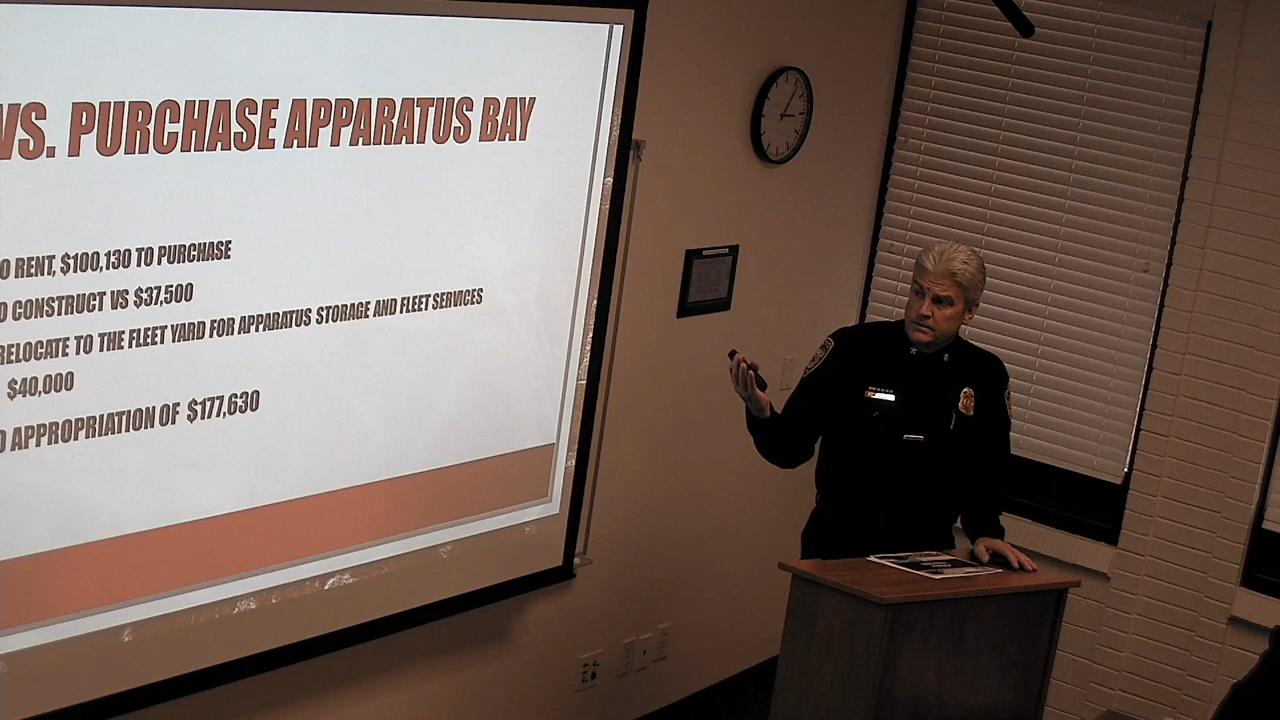 VS. PURCHASE APPARATUS BAY
O RENT, $100,130 TO PURCHASE
O CONSTRUCT VS $37,500
RELOCATE TO THE FLEET YARD FOR APPARATUS STORAGE AND FLEET SERVICES
$40,000
D APPROPRIATION OF $177,630